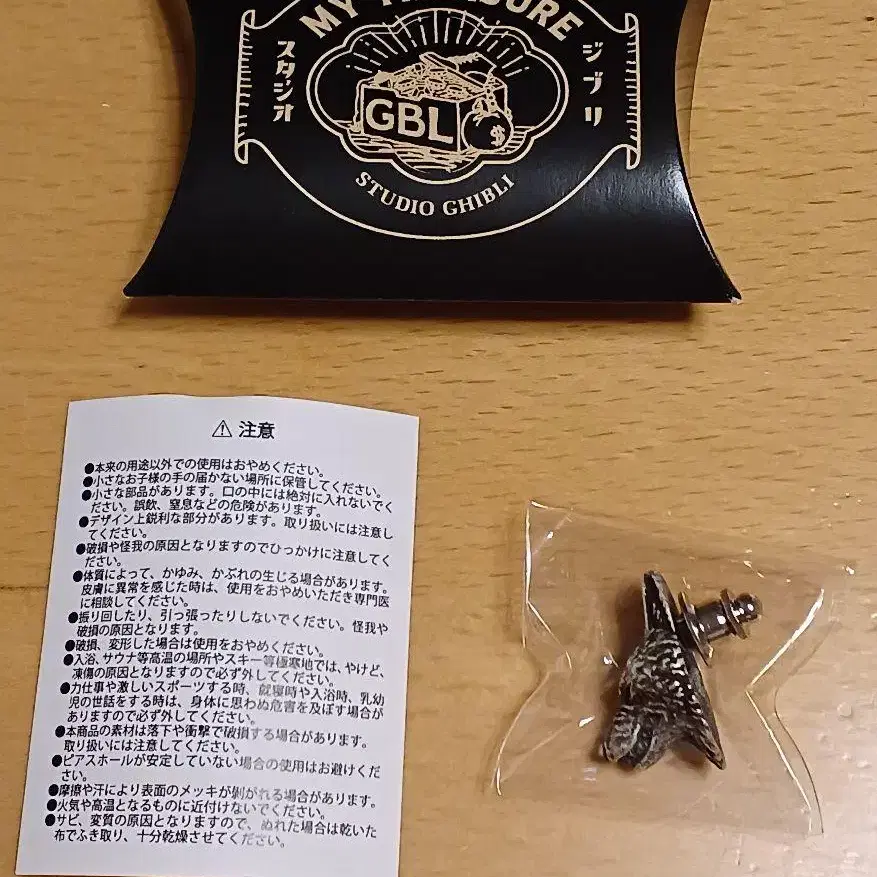 MY TREASURE
スタジオ
ジブリ
GBL
$
STUDIO GHIBLI
⚠ 注意
●本来の用途以外での使用はおやめください。
●小さなお子様の手の届かない場所に保管してください。
●小さな部品があります。口の中には絶対に入れないでく
ださい。誤飲、窒息などの危険があります。
●デザイン上鋭利な部分があります。取り扱いには注意し
てください。
●破損や怪我の原因となりますのでひっかけに注意してく
ださい。
●体質によって、かゆみ、かぶれの生じる場合があります。
皮膚に異常を感じた時は、使用をおやめいただき専門医
に相談してください。
●振り回したり、引っ張ったりしないでください。怪我や
破損の原因となります。
●破損、変形した場合は使用をおやめください。
●入浴、サウナ等高温の場所やスキー等極寒地では、やけど、
凍傷の原因となりますので必ず外してください。
●力仕事や激しいスポーツする時、就寝時や入浴時、乳幼
児の世話をする時は、身体に思わぬ危害を及ぼす場合が
ありますので必ず外してください。
●本商品の素材は落下や衝撃で破損する場合があります。
取り扱いには注意してください。
●ピアスホールが安定していない場合の使用はお避けくだ
さい。
●摩擦や汗により表面のメッキが剝がれる場合があります。
●火気や高温となるものに近付けないでください。
●サビ、変質の原因となりますので、ぬれた場合は乾いた
布でふき取り、十分乾燥させてください。